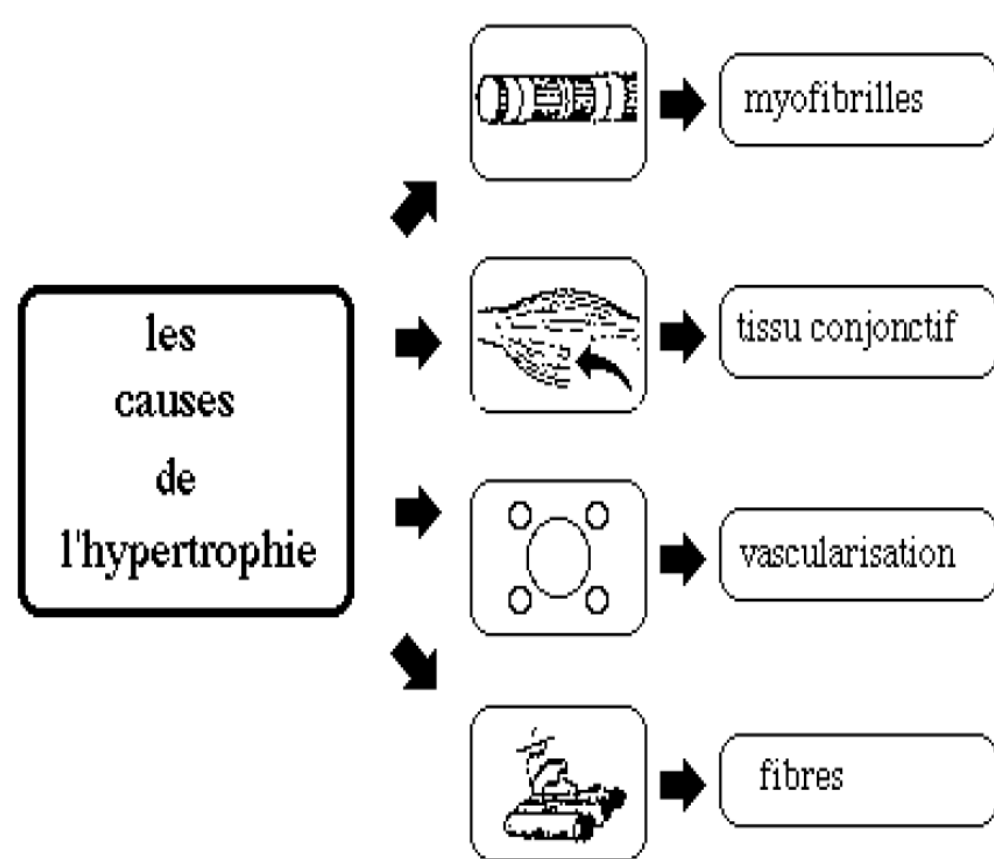 les
causes
de
l'hypertrophie
myofibrilles
tissu conjonctif
vascularisation
fibres